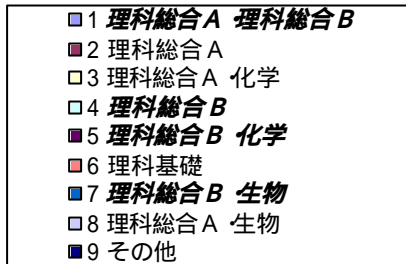 1 理科総合A・理科総合B
2 理科総合A
3 理科総合A・化学
4 理科総合B
5 理科総合B・化学
6 理科基礎
7 理科総合B・生物
8 理科総合A・生物
9 その他